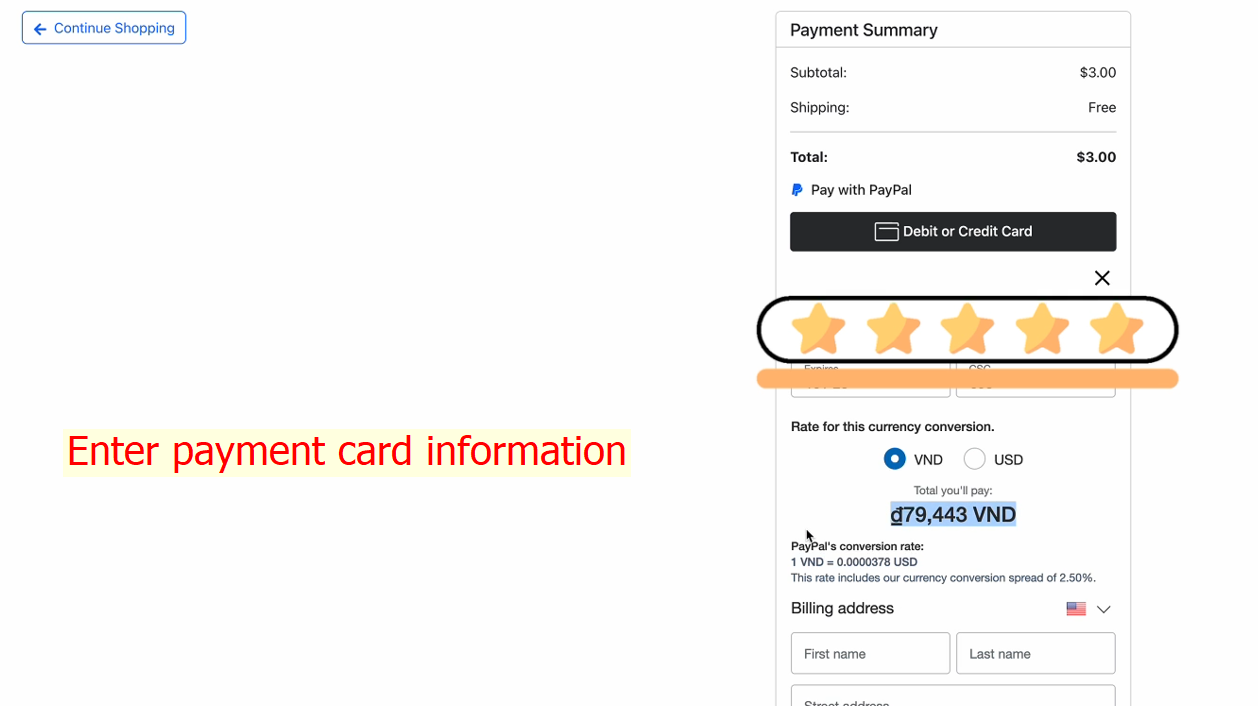 Continue Shopping
Payment Summary
Subtotal: $3.00
Shipping: Free
Total: $3.00
Pay with PayPal
Debit or Credit Card
Expires CSC
Rate for this currency conversion.
VND USD
Total you'll pay:
₫79,443 VND
PayPal's conversion rate:
1 VND = 0.0000378 USD
This rate includes our currency conversion spread of 2.50%.
Billing address
First name Last name
Street address
Enter payment card information